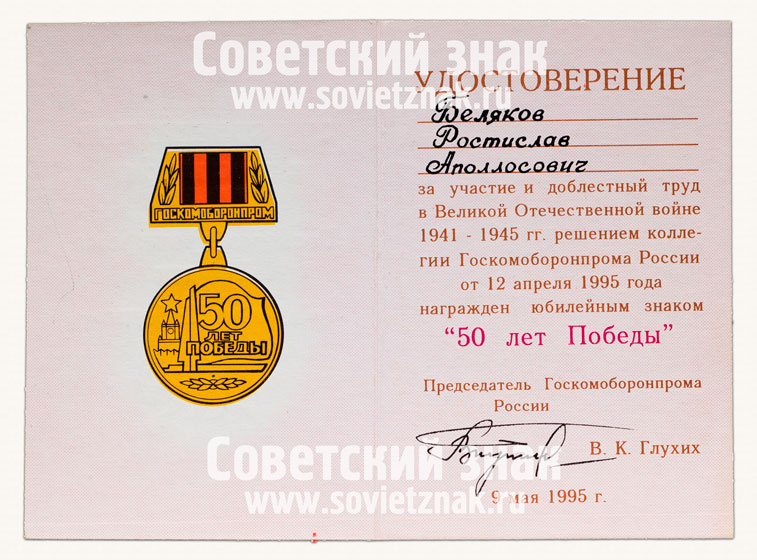 Советский знак
www.sovietznak.ru
ГОСКОМОБОРОНПРОМ
50
ЛЕТ
ПОБЕДЫ
УДОСТОВЕРЕНИЕ
Беляков
Ростислав
Аполлосович
за участие и доблестный труд
в Великой Отечественной войне
1941 - 1945 гг. решением колле-
гии Госкомоборонпрома России
от 12 апреля 1995 года
награжден юбилейным знаком
“50 лет Победы”
Председатель Госкомоборонпрома
России
В. К. Глухих
9 мая 1995 г.
Советский знак
www.sovietznak.ru